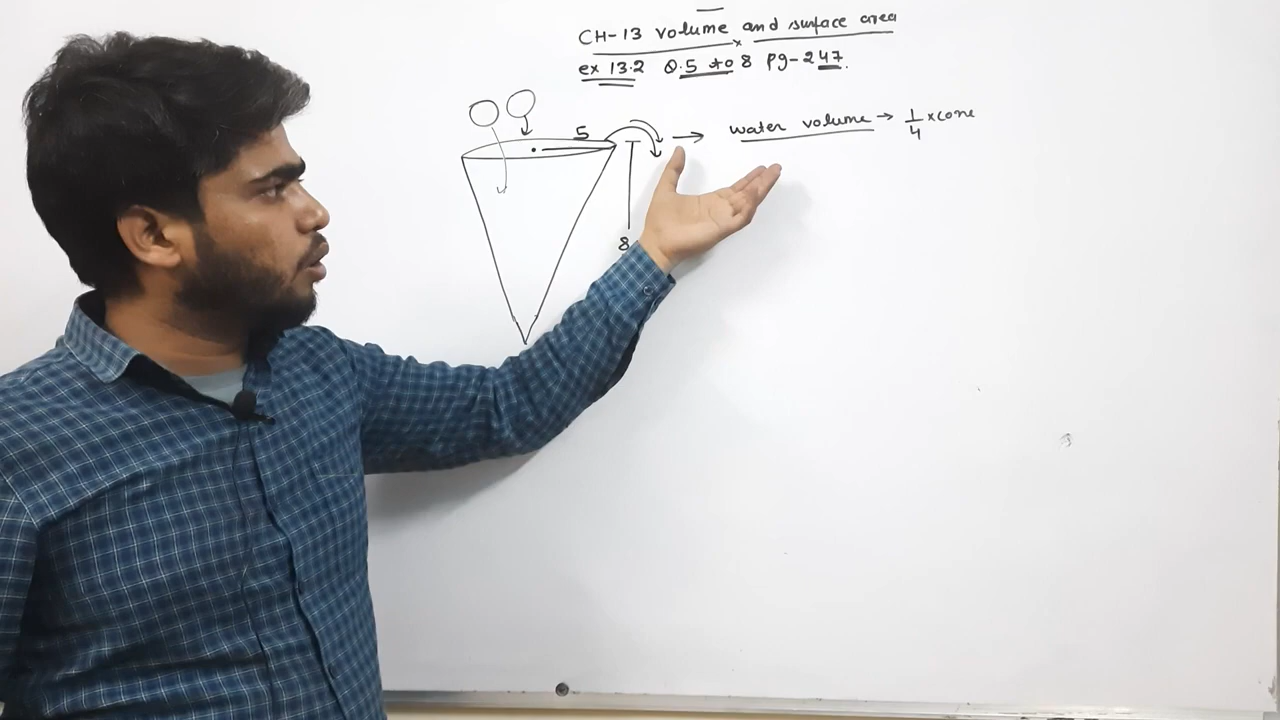 CH-13 Volume and surface area
ex 13.2 Q.5 to 8 Pg-247.
5
water volume → 1/4 × cone
8